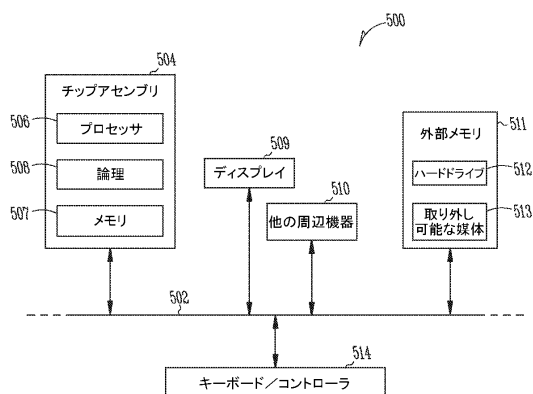 500
504
チップアセンブリ
506
プロセッサ
508
論理
507
メモリ
509
ディスプレイ
510
他の周辺機器
511
外部メモリ
ハードドライブ
512
取り外し
可能な媒体
513
502
514
キーボード／コントローラ